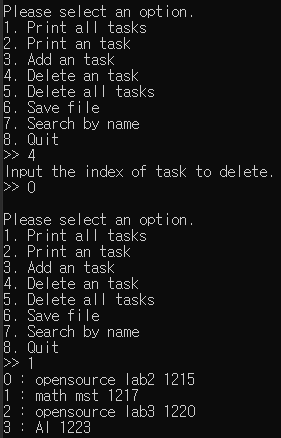 Please select an option.
1. Print all tasks
2. Print an task
3. Add an task
4. Delete an task
5. Delete all tasks
6. Save file
7. Search by name
8. Quit
>> 4
Input the index of task to delete.
>> 0
Please select an option.
1. Print all tasks
2. Print an task
3. Add an task
4. Delete an task
5. Delete all tasks
6. Save file
7. Search by name
8. Quit
>> 1
0 : opensource lab2 1215
1 : math mst 1217
2 : opensource lab3 1220
3 : AI 1223